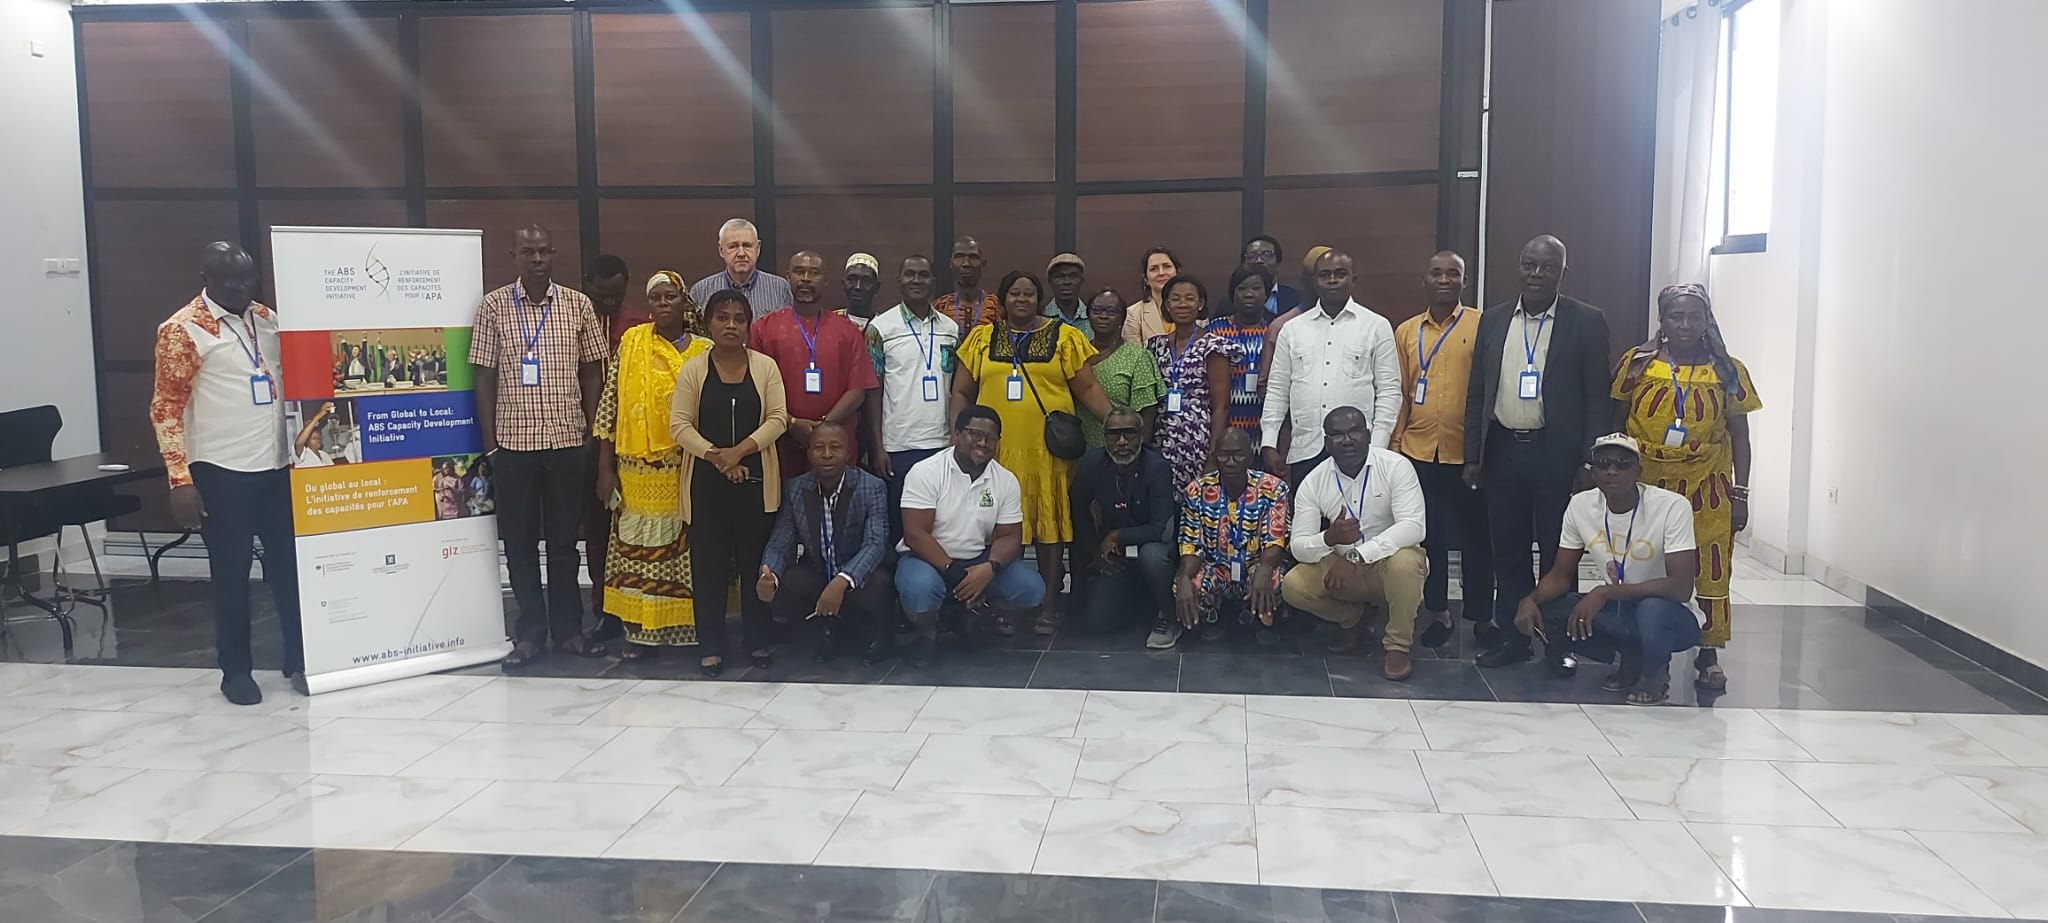 THE ABS
CAPACITY
DEVELOPMENT
INITIATIVE
L'INITIATIVE DE
RENFORCEMENT
DES CAPACITÉS
POUR L'APA
From Global to Local:
ABS Capacity Development
Initiative
Du global au local :
L'initiative de renforcement
des capacités pour l'APA
giz
www.abs-initiative.info
ADO